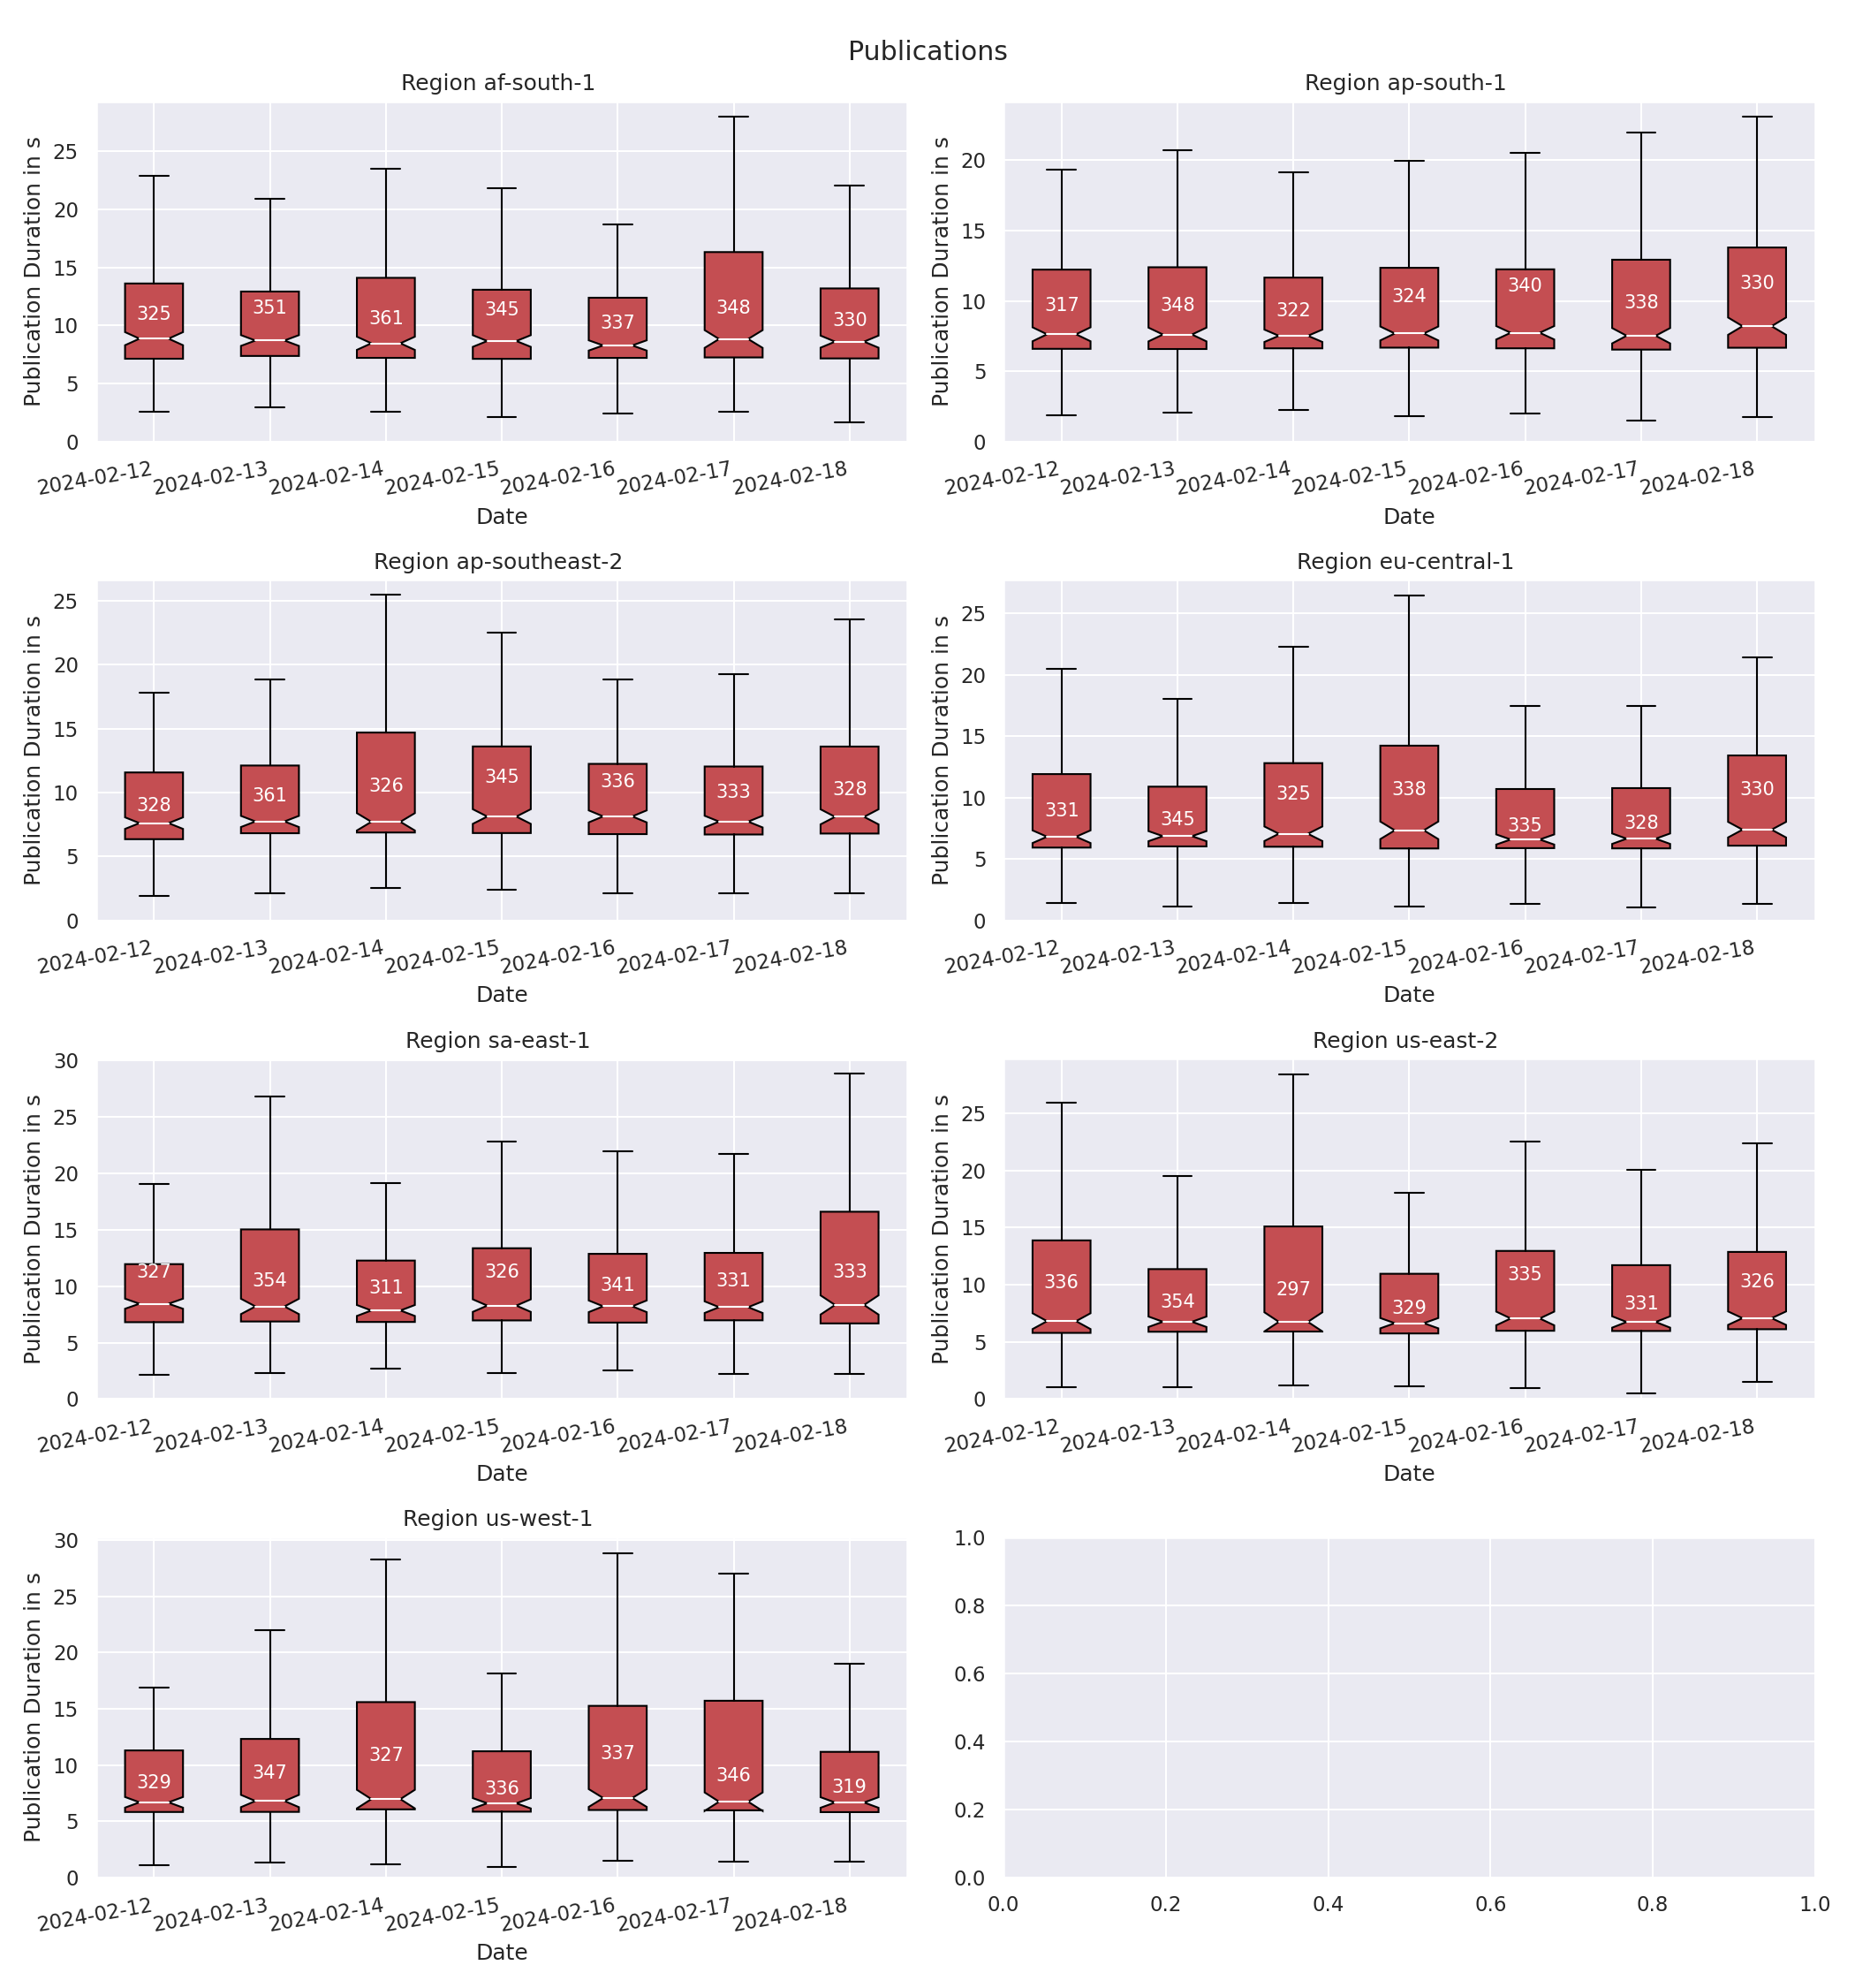 Publications
Region af-south-1
Publication Duration in s
25
20
15
10
5
0
325 351 361 345 337 348 330
2024-02-12 2024-02-13 2024-02-14 2024-02-15 2024-02-16 2024-02-17 2024-02-18
Date
Region ap-south-1
Publication Duration in s
20
15
10
5
0
317 348 322 324 340 338 330
2024-02-12 2024-02-13 2024-02-14 2024-02-15 2024-02-16 2024-02-17 2024-02-18
Date
Region ap-southeast-2
Publication Duration in s
25
20
15
10
5
0
328 361 326 345 336 333 328
2024-02-12 2024-02-13 2024-02-14 2024-02-15 2024-02-16 2024-02-17 2024-02-18
Date
Region eu-central-1
Publication Duration in s
25
20
15
10
5
0
331 345 325 338 335 328 330
2024-02-12 2024-02-13 2024-02-14 2024-02-15 2024-02-16 2024-02-17 2024-02-18
Date
Region sa-east-1
Publication Duration in s
30
25
20
15
10
5
0
327 354 311 326 341 331 333
2024-02-12 2024-02-13 2024-02-14 2024-02-15 2024-02-16 2024-02-17 2024-02-18
Date
Region us-east-2
Publication Duration in s
25
20
15
10
5
0
336 354 297 329 335 331 326
2024-02-12 2024-02-13 2024-02-14 2024-02-15 2024-02-16 2024-02-17 2024-02-18
Date
Region us-west-1
Publication Duration in s
30
25
20
15
10
5
0
329 347 327 336 337 346 319
2024-02-12 2024-02-13 2024-02-14 2024-02-15 2024-02-16 2024-02-17 2024-02-18
Date
1.0
0.8
0.6
0.4
0.2
0.0
0.0 0.2 0.4 0.6 0.8 1.0